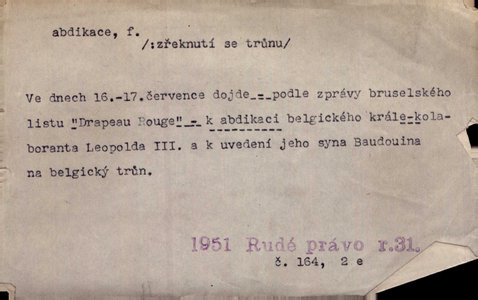 abdikace, f.
/:zřeknutí se trůnu/
Ve dnech 16.-17.července dojde - podle zprávy bruselského
listu "Drapeau Rouge" - k abdikaci belgického krále-kola-
boranta Leopolda III. a k uvedení jeho syna Baudouina
na belgický trůn.
1951 Rudé právo r.31.
č. 164, 2 e